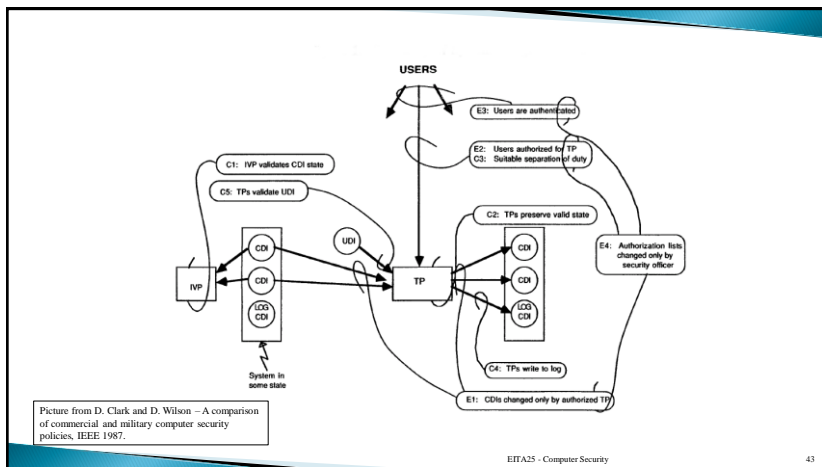 USERS
E3: Users are authenticated
E2: Users authorized for TP
C3: Suitable separation of duty
C1: IVP validates CDI state
C5: TPs validate UDI
C2: TPs preserve valid state
E4: Authorization lists
changed only by
security officer
CDI
UDI
CDI
IVP
CDI
TP
CDI
LOG
CDI
LOG
CDI
C4: TPs write to log
System in
some state
E1: CDIs changed only by authorized TP
Picture from D. Clark and D. Wilson – A comparison
of commercial and military computer security
policies, IEEE 1987.
EITA25 - Computer Security
43